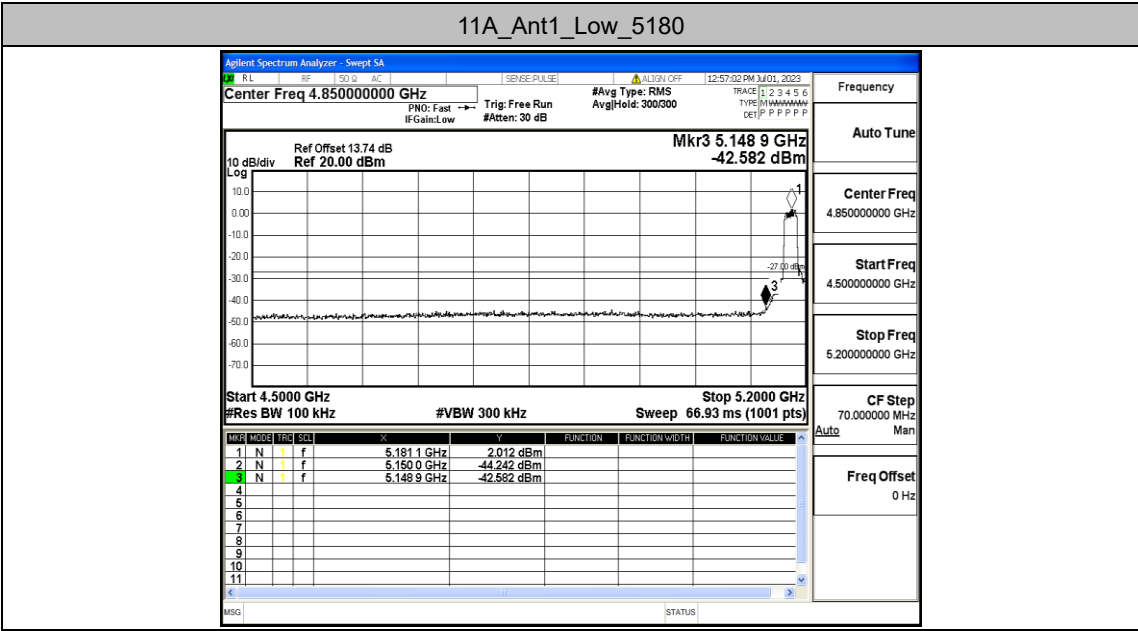 11A_Ant1_Low_5180
Agilent Spectrum Analyzer - Swept SA
RL RF 50 Ω AC SENSE:PULSE ALIGN OFF 12:57:02 PM Jul 01, 2023
Center Freq 4.850000000 GHz #Avg Type: RMS TRACE 1 2 3 4 5 6
PNO: Fast Trig: Free Run Avg|Hold: 300/300 TYPE M WWWWW
IFGain:Low #Atten: 30 dB DET P P P P P P
Frequency
Auto Tune
Center Freq
4.850000000 GHz
Start Freq
4.500000000 GHz
Stop Freq
5.200000000 GHz
CF Step
70.000000 MHz
Auto Man
Freq Offset
0 Hz
Mkr3 5.148 9 GHz
-42.582 dBm
Ref Offset 13.74 dB
10 dB/div Ref 20.00 dBm
Log
10.0
0.00
-10.0
-20.0
-30.0
-40.0
-50.0
-60.0
-70.0
1
-27.00 dBm
3
Start 4.5000 GHz Stop 5.2000 GHz
#Res BW 100 kHz #VBW 300 kHz Sweep 66.93 ms (1001 pts)
MKR MODE TRC SCL X Y FUNCTION FUNCTION WIDTH FUNCTION VALUE
1 N 1 f 5.181 1 GHz 2.012 dBm
2 N 1 f 5.150 0 GHz -44.242 dBm
3 N 1 f 5.148 9 GHz -42.582 dBm
4
5
6
7
8
9
10
11
MSG STATUS